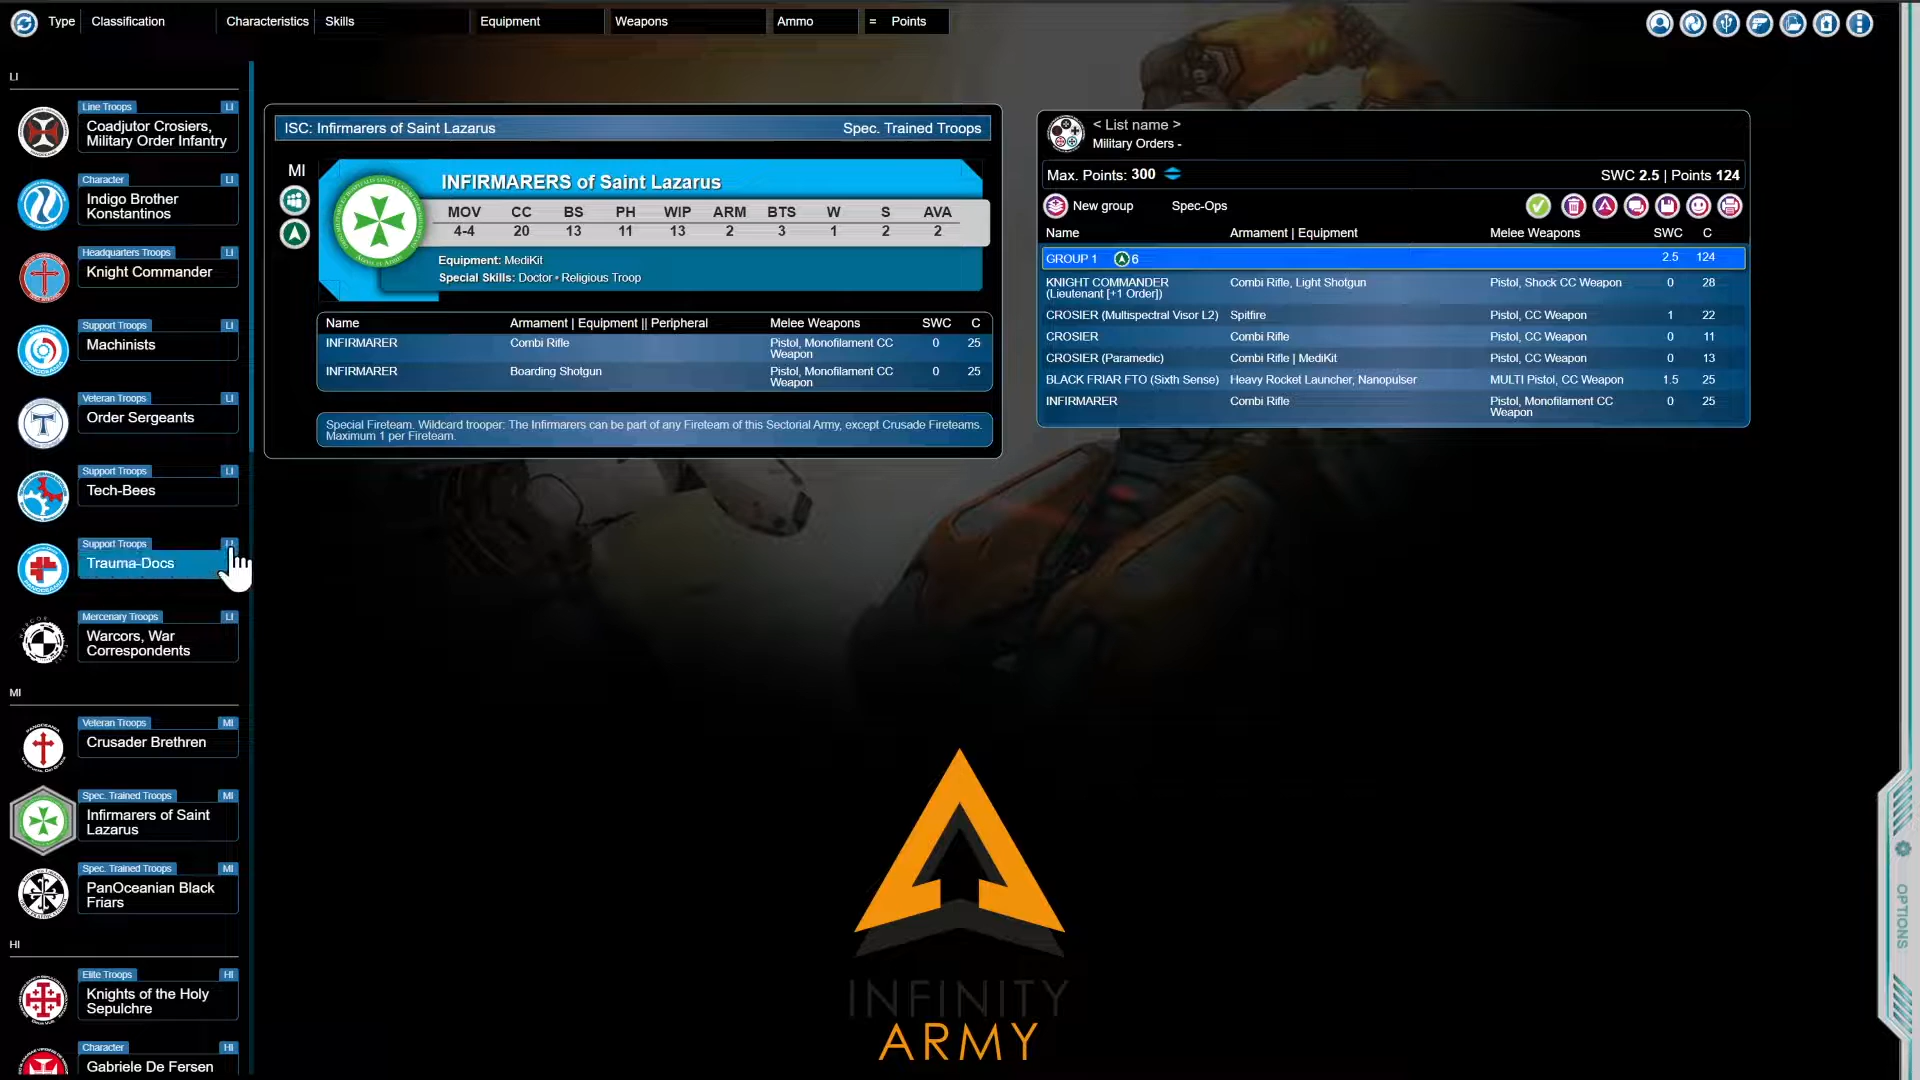 Type
Classification
Characteristics
Skills
Equipment
Weapons
Ammo
= Points
LI
Line Troops LI
Coadjutor Crosiers,
Military Order Infantry
Character LI
Indigo Brother
Konstantinos
Headquarters Troops LI
Knight Commander
Support Troops LI
Machinists
Veteran Troops LI
Order Sergeants
Support Troops LI
Tech-Bees
Support Troops
Trauma-Docs
Mercenary Troops LI
Warcors, War
Correspondents
MI
Veteran Troops MI
Crusader Brethren
Spec. Trained Troops MI
Infirmarers of Saint
Lazarus
Spec. Trained Troops MI
PanOceanian Black
Friars
HI
Elite Troops HI
Knights of the Holy
Sepulchre
Character HI
Gabriele De Fersen
ISC: Infirmarers of Saint Lazarus Spec. Trained Troops
MI
INFIRMARERS of Saint Lazarus
MOV CC BS PH WIP ARM BTS W S AVA
4-4 20 13 11 13 2 3 1 2 2
Equipment: MediKit
Special Skills: Doctor • Religious Troop
Name Armament | Equipment || Peripheral Melee Weapons SWC C
INFIRMARER Combi Rifle Pistol, Monofilament CC Weapon 0 25
INFIRMARER Boarding Shotgun Pistol, Monofilament CC Weapon 0 25
Special Fireteam. Wildcard trooper: The Infirmarers can be part of any Fireteam of this Sectorial Army, except Crusade Fireteams.
Maximum 1 per Fireteam.
< List name >
Military Orders -
Max. Points: 300 SWC 2.5 | Points 124
New group Spec-Ops
Name Armament | Equipment Melee Weapons SWC C
GROUP 1 6 2.5 124
KNIGHT COMMANDER (Lieutenant [+1 Order]) Combi Rifle, Light Shotgun Pistol, Shock CC Weapon 0 28
CROSIER (Multispectral Visor L2) Spitfire Pistol, CC Weapon 1 22
CROSIER Combi Rifle Pistol, CC Weapon 0 11
CROSIER (Paramedic) Combi Rifle | MediKit Pistol, CC Weapon 0 13
BLACK FRIAR FTO (Sixth Sense) Heavy Rocket Launcher, Nanopulser MULTI Pistol, CC Weapon 1.5 25
INFIRMARER Combi Rifle Pistol, Monofilament CC Weapon 0 25
INFINITY
ARMY
OPTIONS